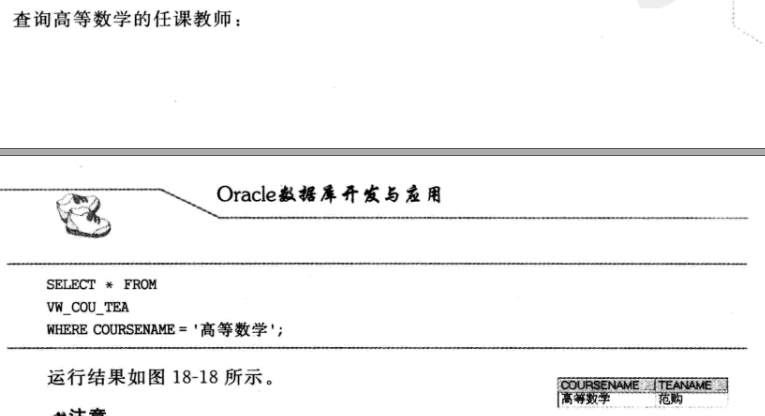 查询高等数学的任课教师：
Oracle数据库开发与应用
SELECT * FROM
VW_COU_TEA
WHERE COURSENAME = '高等数学';
运行结果如图 18-18 所示。
COURSENAME TEANAME
高等数学 范购
注意